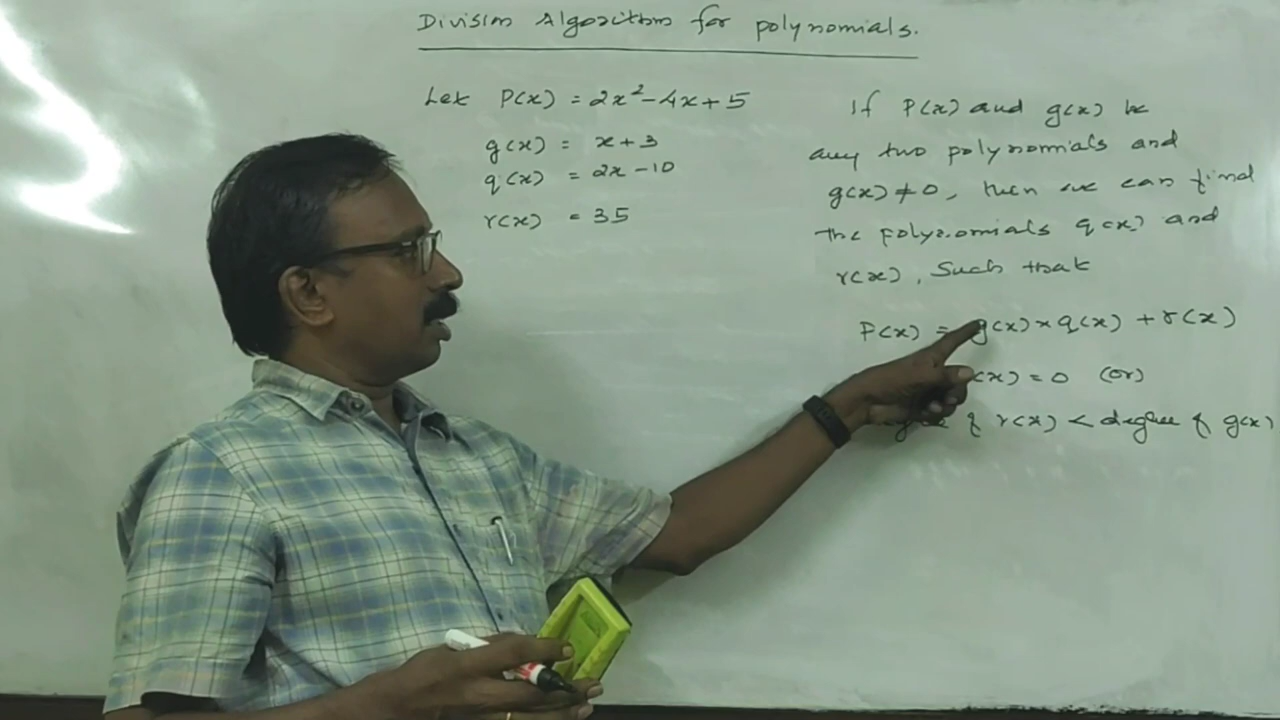 Division Algorithm for polynomials.
Let P(x) = 2x²-4x+5
g(x) = x+3
q(x) = 2x-10
r(x) = 35
If P(x) and g(x) be
any two polynomials and
g(x) ≠ 0, then we can find
the polynomials q(x) and
r(x), Such that
P(x) = g(x) × q(x) + r(x)
(x) = 0 (or)
of r(x) < degree of g(x)